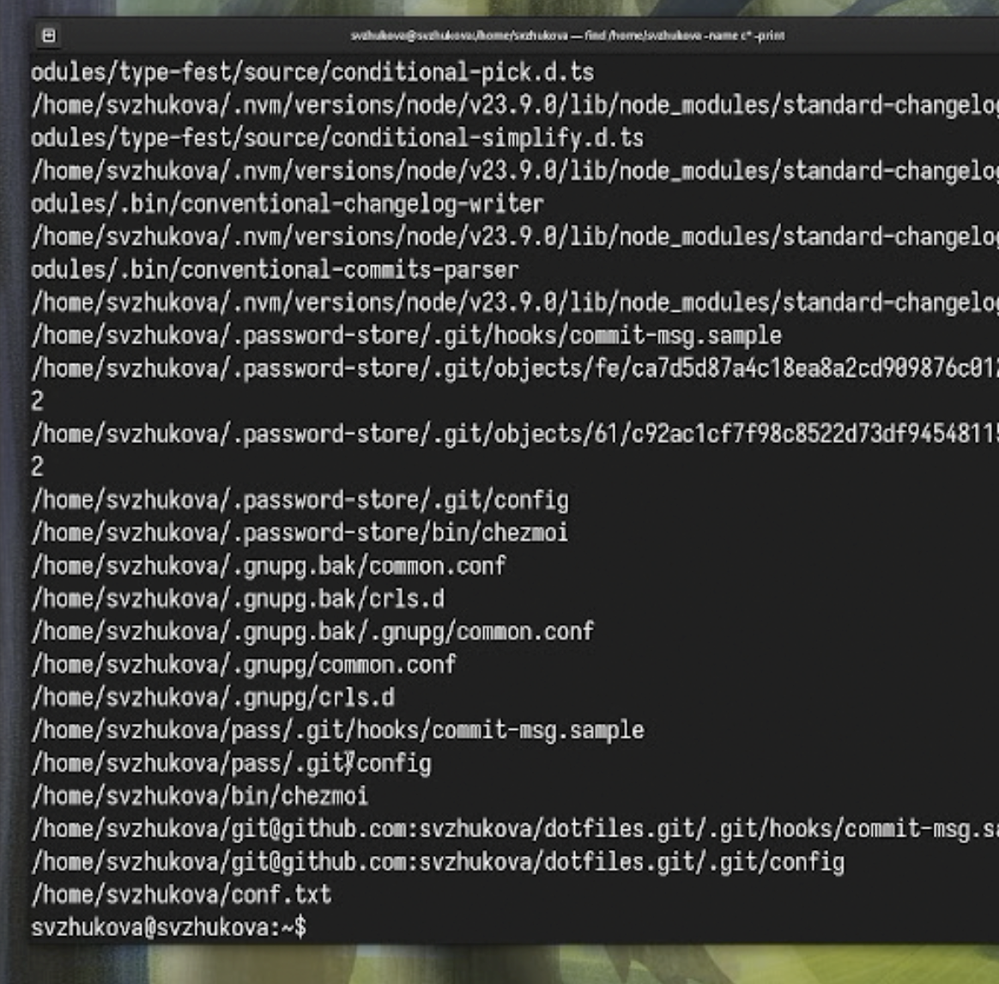 svzhukova@svzhukova:/home/svzhukova — find /home/svzhukova -name c* -print
odules/type-fest/source/conditional-pick.d.ts
/home/svzhukova/.nvm/versions/node/v23.9.0/lib/node_modules/standard-changelog
odules/type-fest/source/conditional-simplify.d.ts
/home/svzhukova/.nvm/versions/node/v23.9.0/lib/node_modules/standard-changelog
odules/.bin/conventional-changelog-writer
/home/svzhukova/.nvm/versions/node/v23.9.0/lib/node_modules/standard-changelog
odules/.bin/conventional-commits-parser
/home/svzhukova/.nvm/versions/node/v23.9.0/lib/node_modules/standard-changelog
/home/svzhukova/.password-store/.git/hooks/commit-msg.sample
/home/svzhukova/.password-store/.git/objects/fe/ca7d5d87a4c18ea8a2cd909876c012
2
/home/svzhukova/.password-store/.git/objects/61/c92ac1cf7f98c8522d73df94548115
2
/home/svzhukova/.password-store/.git/config
/home/svzhukova/.password-store/bin/chezmoi
/home/svzhukova/.gnupg.bak/common.conf
/home/svzhukova/.gnupg.bak/crls.d
/home/svzhukova/.gnupg.bak/.gnupg/common.conf
/home/svzhukova/.gnupg/common.conf
/home/svzhukova/.gnupg/crls.d
/home/svzhukova/pass/.git/hooks/commit-msg.sample
/home/svzhukova/pass/.git/config
/home/svzhukova/bin/chezmoi
/home/svzhukova/git@github.com:svzhukova/dotfiles.git/.git/hooks/commit-msg.sa
/home/svzhukova/git@github.com:svzhukova/dotfiles.git/.git/config
/home/svzhukova/conf.txt
svzhukova@svzhukova:~$